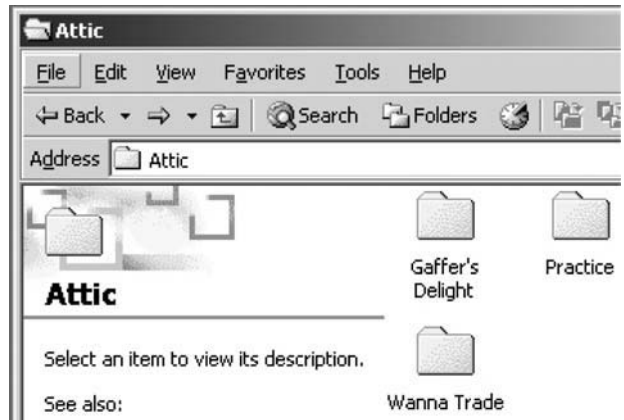 Attic
File Edit View Favorites Tools Help
Back Search Folders
Address Attic
Attic
Select an item to view its description.
See also:
Gaffer's
Delight
Practice
Wanna Trade